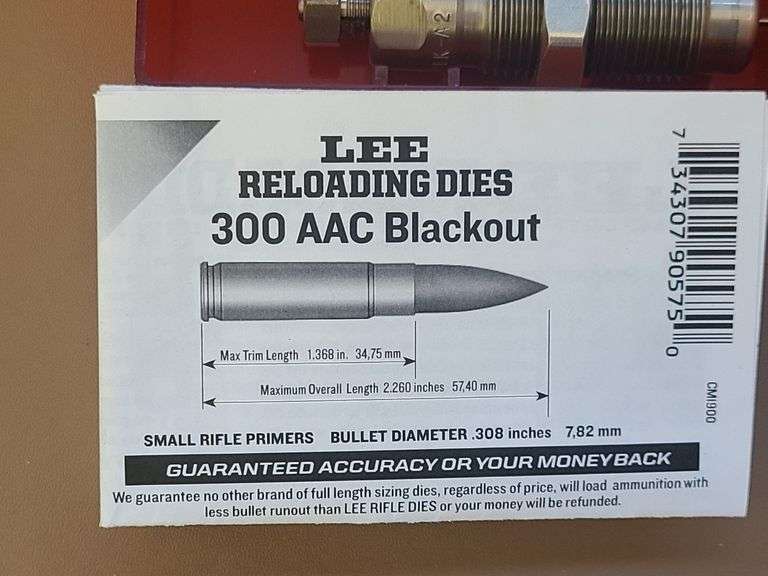 K A2
LEE
RELOADING DIES
300 AAC Blackout
Max Trim Length 1.368 in. 34,75 mm
Maximum Overall Length 2.260 inches 57,40 mm
SMALL RIFLE PRIMERS BULLET DIAMETER .308 inches 7,82 mm
GUARANTEED ACCURACY OR YOUR MONEY BACK
We guarantee no other brand of full length sizing dies, regardless of price, will load ammunition with
less bullet runout than LEE RIFLE DIES or your money will be refunded.
7 34307 90575 0
CM1900